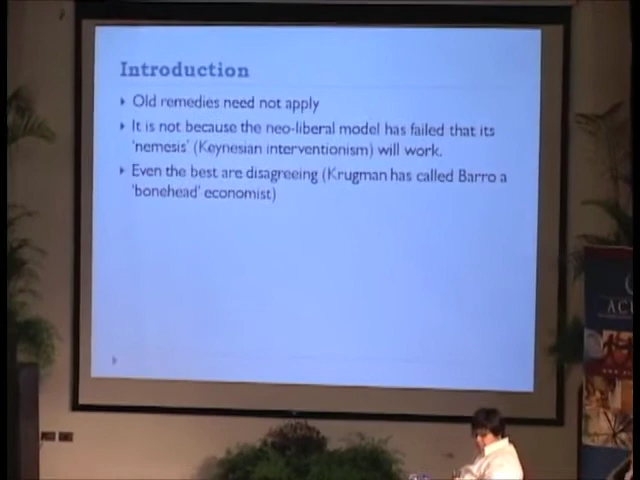 Introduction
Old remedies need not apply
It is not because the neo-liberal model has failed that its
'nemesis' (Keynesian interventionism) will work.
Even the best are disagreeing (Krugman has called Barro a
'bonehead' economist)